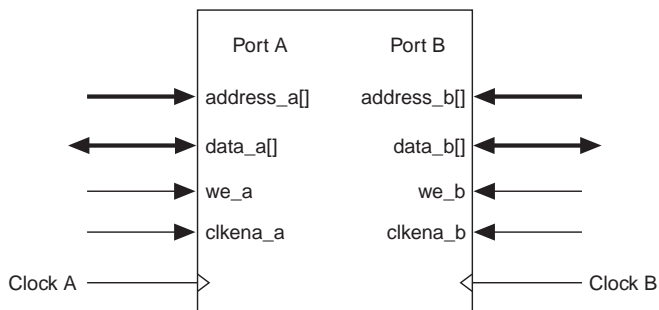 Port A Port B
address_a[] address_b[]
data_a[] data_b[]
we_a we_b
clkena_a clkena_b
Clock A Clock B